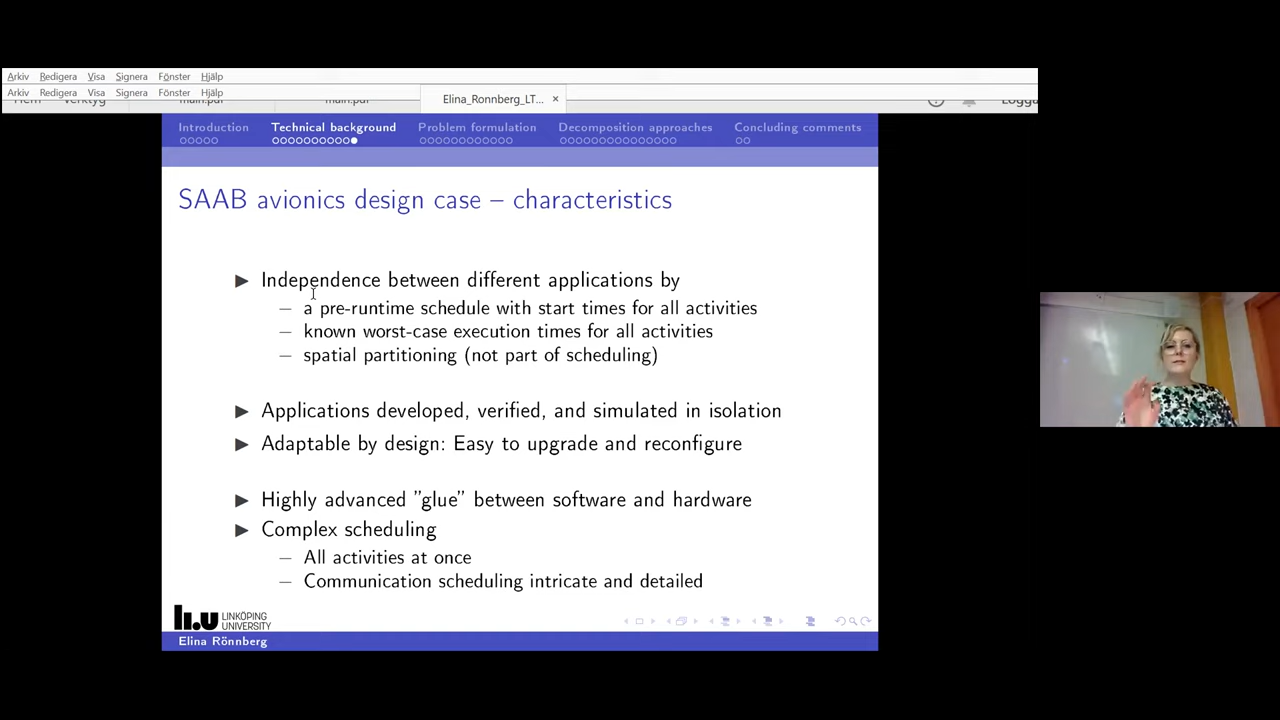 Arkiv Redigera Visa Signera Fönster Hjälp
Arkiv Redigera Visa Signera Fönster Hjälp
Elina_Ronnberg_LT... ×
Introduction Technical background Problem formulation Decomposition approaches Concluding comments
SAAB avionics design case – characteristics
▶ Independence between different applications by
– a pre-runtime schedule with start times for all activities
– known worst-case execution times for all activities
– spatial partitioning (not part of scheduling)
▶ Applications developed, verified, and simulated in isolation
▶ Adaptable by design: Easy to upgrade and reconfigure
▶ Highly advanced ”glue” between software and hardware
▶ Complex scheduling
– All activities at once
– Communication scheduling intricate and detailed
li.u LINKÖPING
UNIVERSITY
Elina Rönnberg